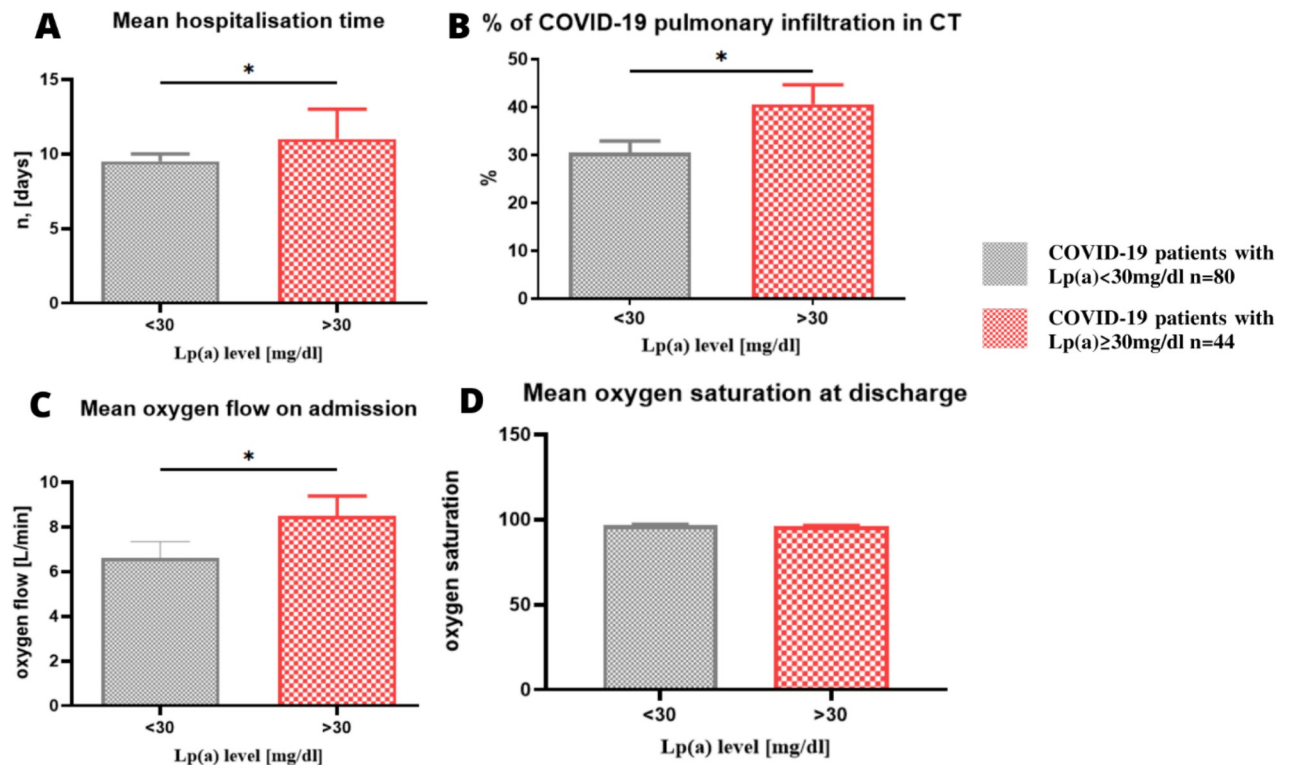 A
Mean hospitalisation time
*
15
10
5
0
n, [days]
<30
>30
Lp(a) level [mg/dl]
B
% of COVID-19 pulmonary infiltration in CT
*
50
40
30
20
10
0
%
<30
>30
Lp(a) level [mg/dl]
COVID-19 patients with
Lp(a)<30mg/dl n=80
COVID-19 patients with
Lp(a)≥30mg/dl n=44
C
Mean oxygen flow on admission
*
10
8
6
4
2
0
oxygen flow [L/min]
<30
>30
Lp(a) level [mg/dl]
D
Mean oxygen saturation at discharge
150
100
50
0
oxygen saturation
<30
>30
Lp(a) level [mg/dl]